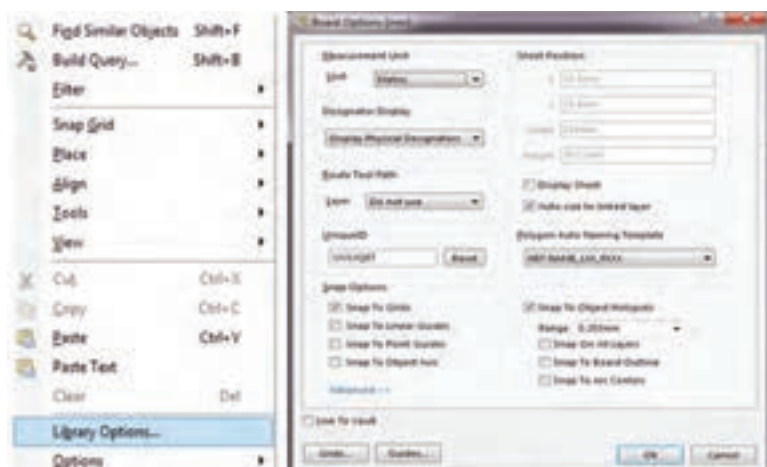 Find Similar Objects Shift+F
Build Query... Shift+B
Filter
Snap Grid
Place
Align
Tools
View
Cut Ctrl+X
Copy Ctrl+C
Paste Ctrl+V
Paste Text
Clear Del
Library Options...
Options
Board Options [mm]
Measurement Unit
Unit Metric
Designator Display
Display Physical Designators
Route Tool Path
Layer Do not use
UniqueID
Reset
Snap Options
Snap To Grids
Snap To Linear Guides
Snap To Point Guides
Snap To Object Axis
Advanced >>
Sheet Position
X
Y
Width
Height
Display Sheet
Auto-size to linked layer
Polygon Auto Naming Template
Snap To Object Hotspots
Range 0.203mm
Snap On All Layers
Snap To Board Outline
Snap To Arc Centers
Grids... Guides... OK Cancel